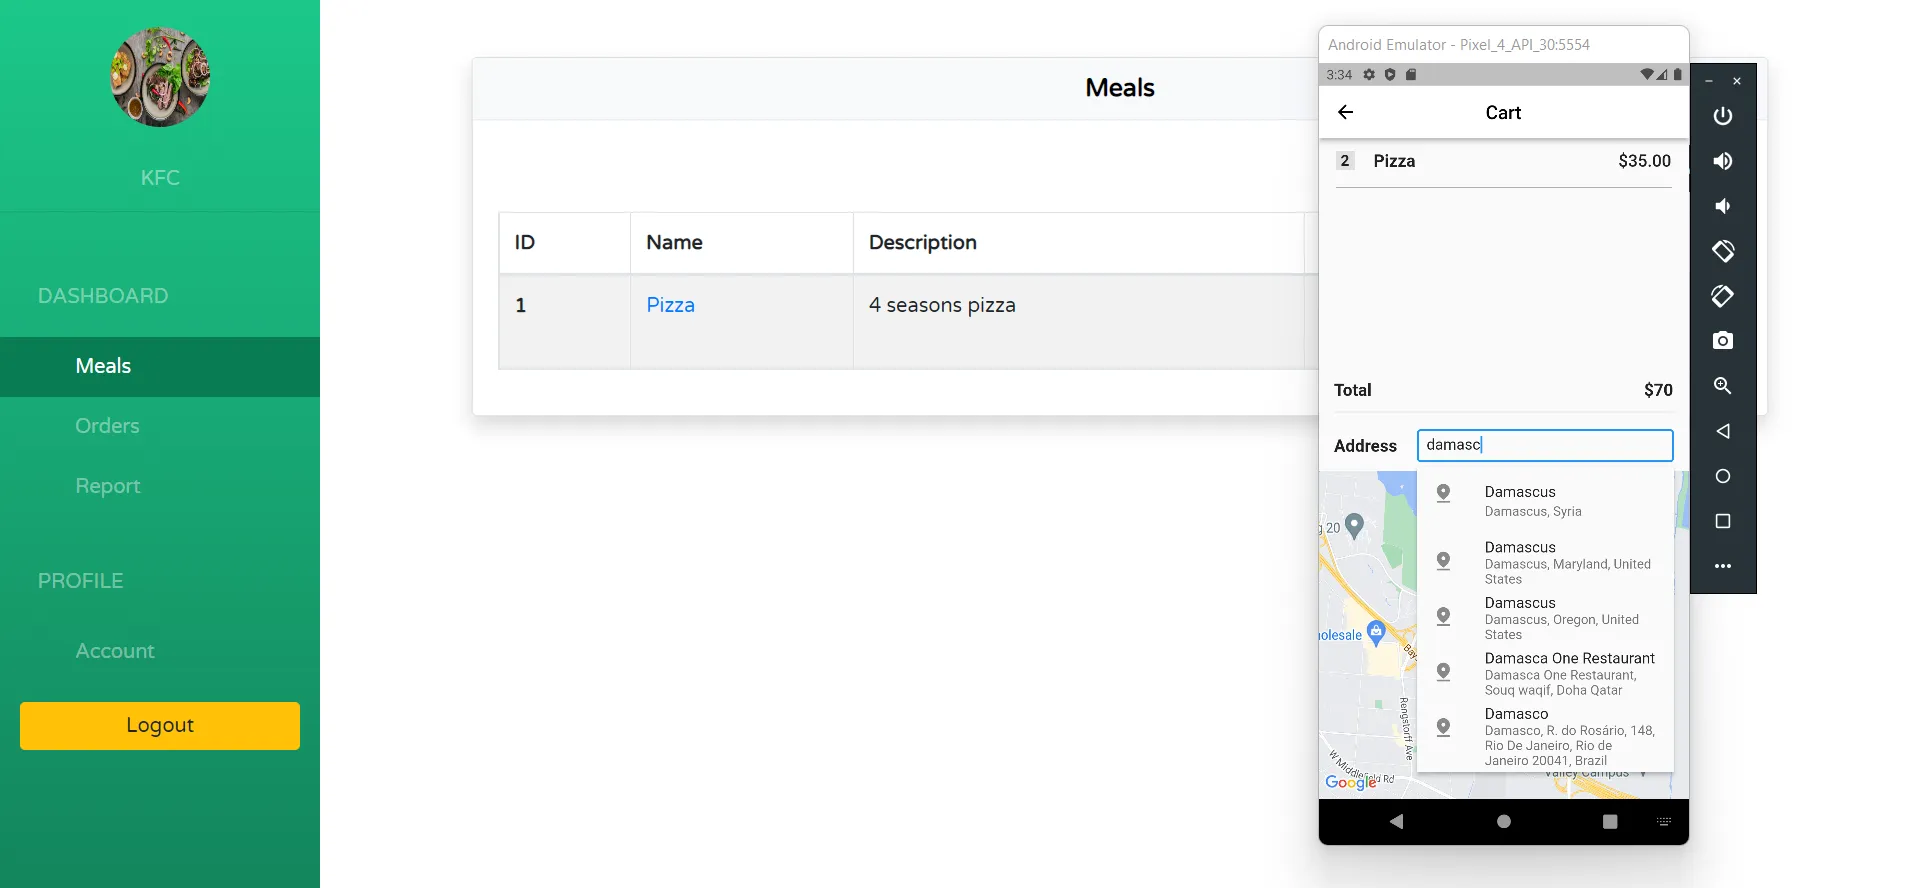 KFC
DASHBOARD
Meals
Orders
Report
PROFILE
Account
Logout
Meals
ID Name Description
1 Pizza 4 seasons pizza
Android Emulator - Pixel_4_API_30:5554
3:34
Cart
2 Pizza $35.00
Total $70
Address damasc
Damascus
Damascus, Syria
Damascus
Damascus, Maryland, United
States
Damascus
Damascus, Oregon, United
States
Damasca One Restaurant
Damasca One Restaurant,
Souq waqif, Doha Qatar
Damasco
Damasco, R. do Rosário, 148,
Rio De Janeiro, Rio de
Janeiro 20041, Brazil
g 20
olesale
Bays
Rengstorff Ave
W Middlefield Rd
Google
Valley Campus